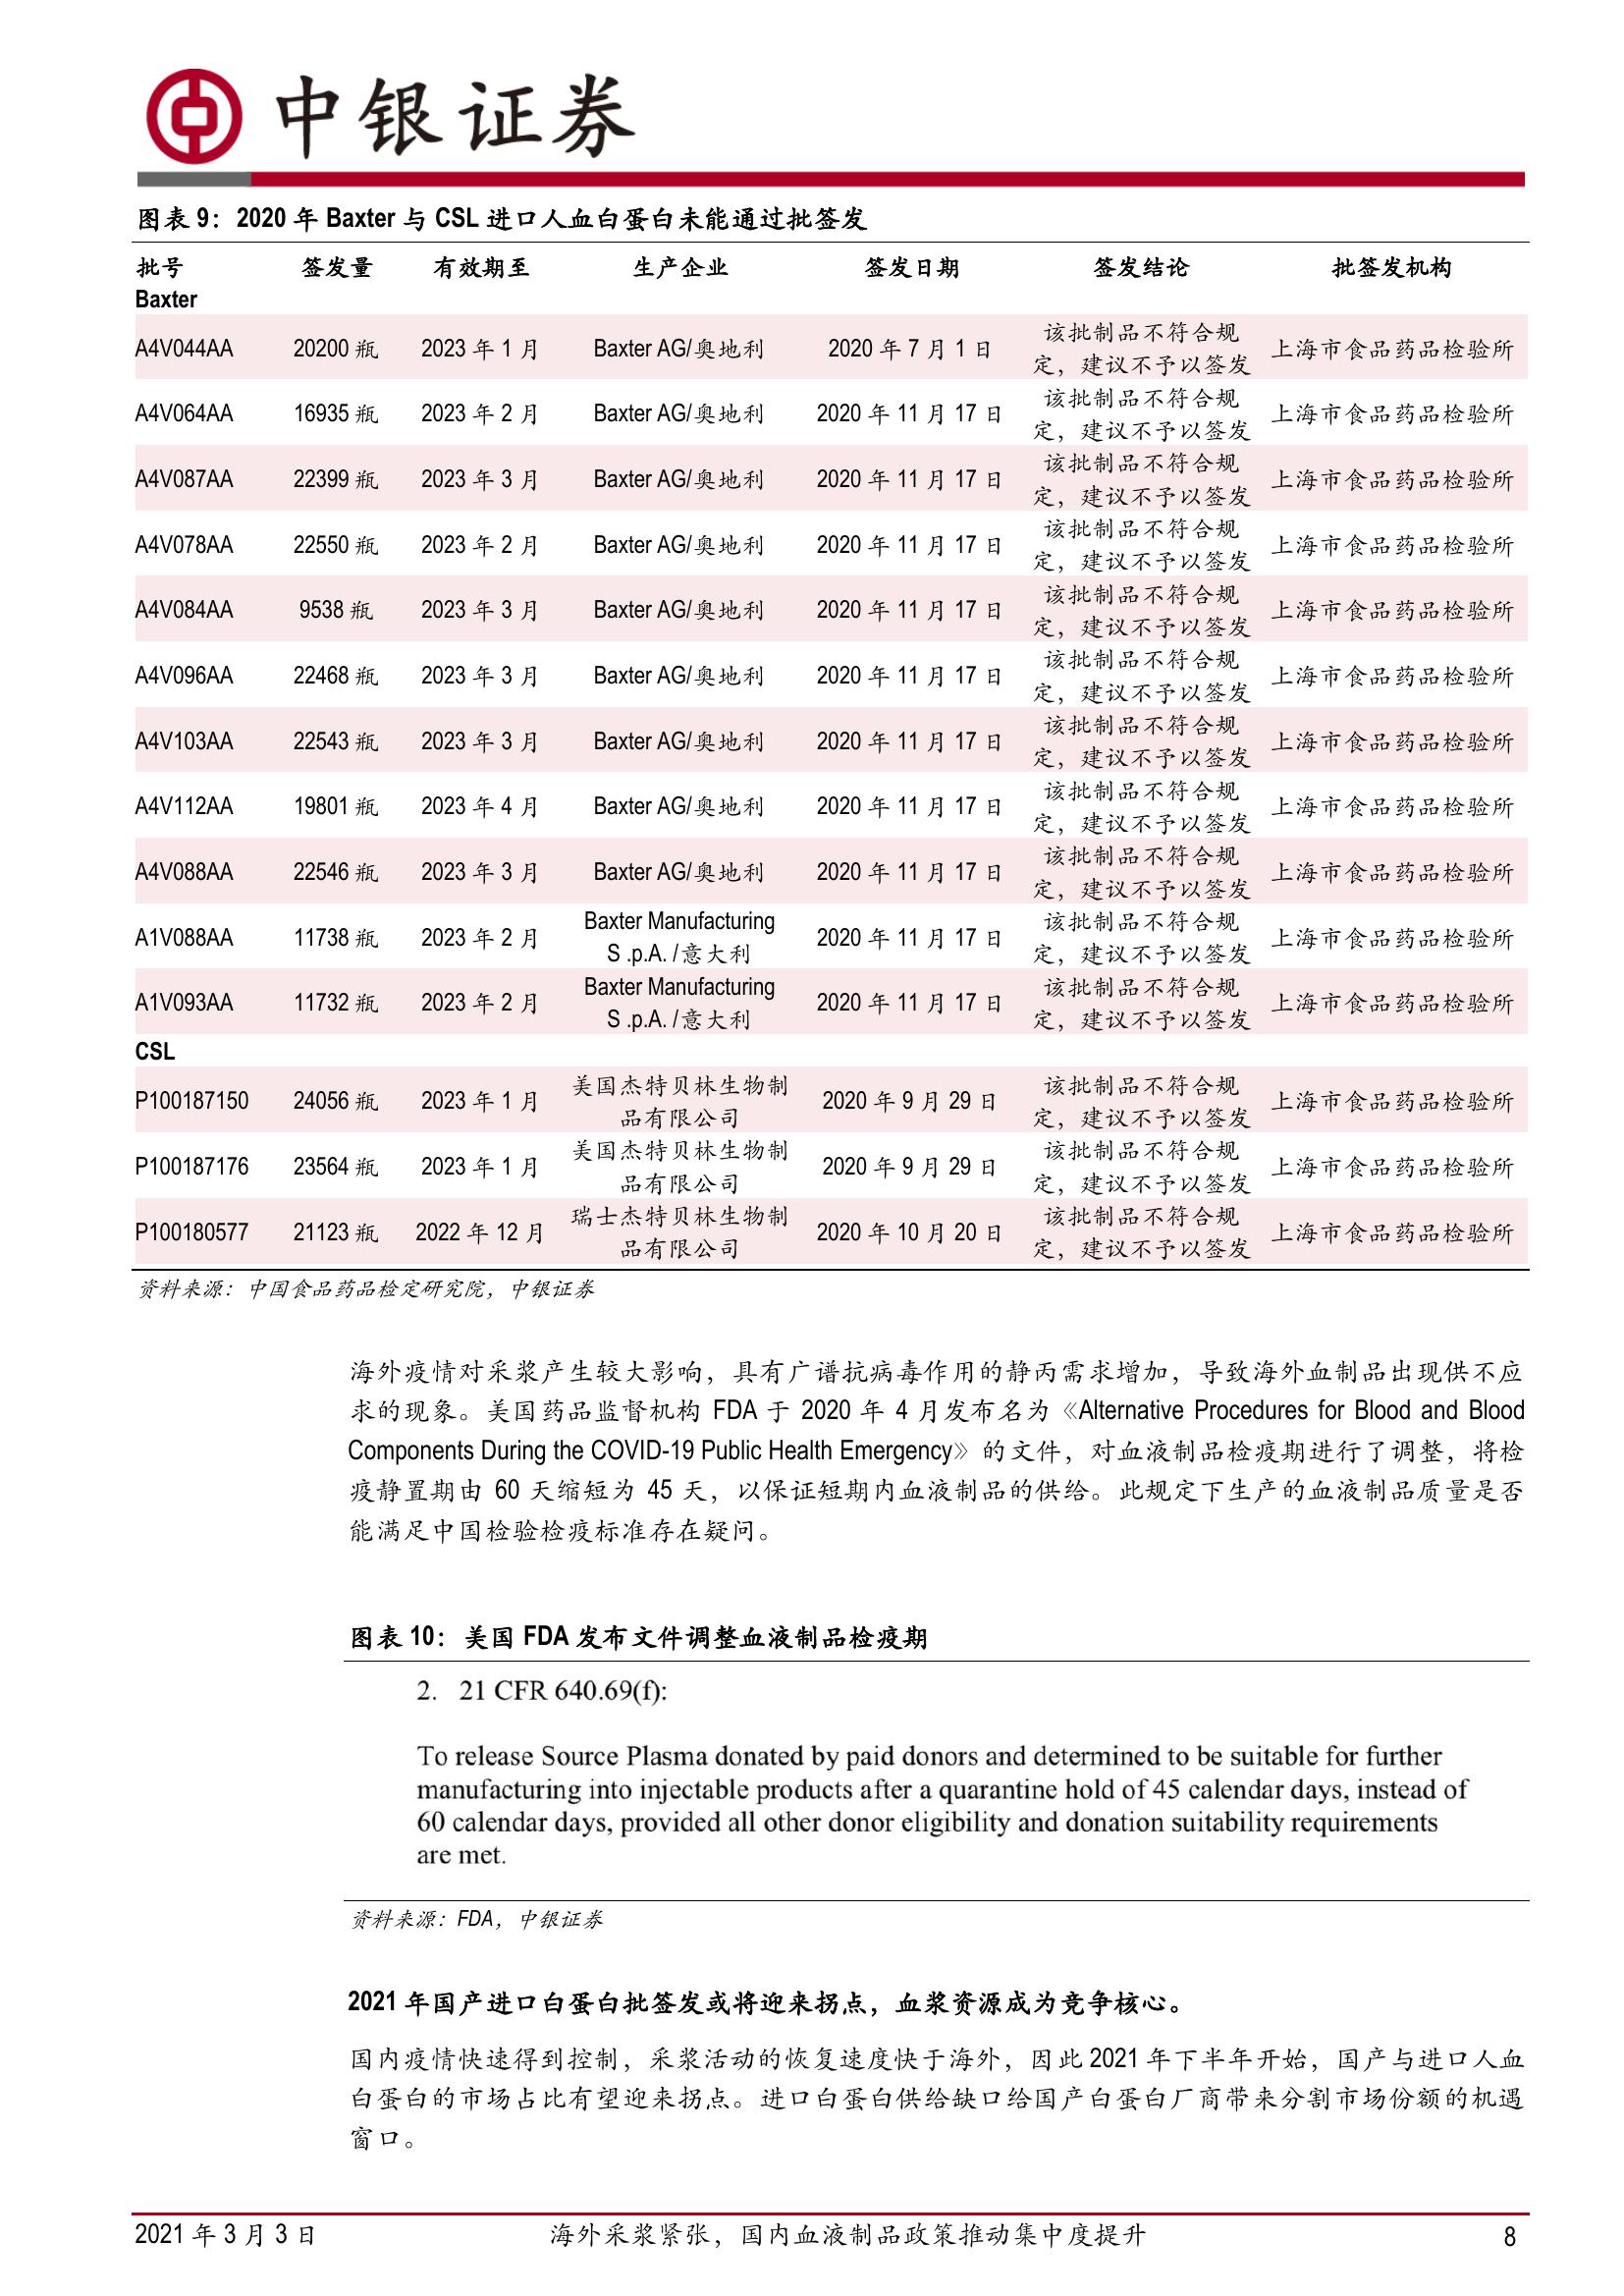 中银证券
图表 9：2020 年 Baxter 与 CSL 进口人血白蛋白未能通过批签发
批号 签发量 有效期至 生产企业 签发日期 签发结论 批签发机构
Baxter
A4V044AA 20200 瓶 2023 年 1 月 Baxter AG/奥地利 2020 年 7 月 1 日 该批制品不符合规
定，建议不予以签发 上海市食品药品检验所
A4V064AA 16935 瓶 2023 年 2 月 Baxter AG/奥地利 2020 年 11 月 17 日 该批制品不符合规
定，建议不予以签发 上海市食品药品检验所
A4V087AA 22399 瓶 2023 年 3 月 Baxter AG/奥地利 2020 年 11 月 17 日 该批制品不符合规
定，建议不予以签发 上海市食品药品检验所
A4V078AA 22550 瓶 2023 年 2 月 Baxter AG/奥地利 2020 年 11 月 17 日 该批制品不符合规
定，建议不予以签发 上海市食品药品检验所
A4V084AA 9538 瓶 2023 年 3 月 Baxter AG/奥地利 2020 年 11 月 17 日 该批制品不符合规
定，建议不予以签发 上海市食品药品检验所
A4V096AA 22468 瓶 2023 年 3 月 Baxter AG/奥地利 2020 年 11 月 17 日 该批制品不符合规
定，建议不予以签发 上海市食品药品检验所
A4V103AA 22543 瓶 2023 年 3 月 Baxter AG/奥地利 2020 年 11 月 17 日 该批制品不符合规
定，建议不予以签发 上海市食品药品检验所
A4V112AA 19801 瓶 2023 年 4 月 Baxter AG/奥地利 2020 年 11 月 17 日 该批制品不符合规
定，建议不予以签发 上海市食品药品检验所
A4V088AA 22546 瓶 2023 年 3 月 Baxter AG/奥地利 2020 年 11 月 17 日 该批制品不符合规
定，建议不予以签发 上海市食品药品检验所
A1V088AA 11738 瓶 2023 年 2 月 Baxter Manufacturing
S .p.A. /意大利 2020 年 11 月 17 日 该批制品不符合规
定，建议不予以签发 上海市食品药品检验所
A1V093AA 11732 瓶 2023 年 2 月 Baxter Manufacturing
S .p.A. /意大利 2020 年 11 月 17 日 该批制品不符合规
定，建议不予以签发 上海市食品药品检验所
CSL
P100187150 24056 瓶 2023 年 1 月 美国杰特贝林生物制
品有限公司 2020 年 9 月 29 日 该批制品不符合规
定，建议不予以签发 上海市食品药品检验所
P100187176 23564 瓶 2023 年 1 月 美国杰特贝林生物制
品有限公司 2020 年 9 月 29 日 该批制品不符合规
定，建议不予以签发 上海市食品药品检验所
P100180577 21123 瓶 2022 年 12 月 瑞士杰特贝林生物制
品有限公司 2020 年 10 月 20 日 该批制品不符合规
定，建议不予以签发 上海市食品药品检验所
资料来源：中国食品药品检定研究院，中银证券
海外疫情对采浆产生较大影响，具有广谱抗病毒作用的静丙需求增加，导致海外血制品出现供不应
求的现象。美国药品监督机构 FDA 于 2020 年 4 月发布名为《Alternative Procedures for Blood and Blood
Components During the COVID-19 Public Health Emergency》的文件，对血液制品检疫期进行了调整，将检
疫静置期由 60 天缩短为 45 天，以保证短期内血液制品的供给。此规定下生产的血液制品质量是否
能满足中国检验检疫标准存在疑问。
图表 10：美国 FDA 发布文件调整血液制品检疫期
2. 21 CFR 640.69(f):
To release Source Plasma donated by paid donors and determined to be suitable for further
manufacturing into injectable products after a quarantine hold of 45 calendar days, instead of
60 calendar days, provided all other donor eligibility and donation suitability requirements
are met.
资料来源：FDA，中银证券
2021 年国产进口白蛋白批签发或将迎来拐点，血浆资源成为竞争核心。
国内疫情快速得到控制，采浆活动的恢复速度快于海外，因此 2021 年下半年开始，国产与进口人血
白蛋白的市场占比有望迎来拐点。进口白蛋白供给缺口给国产白蛋白厂商带来分割市场份额的机遇
窗口。
2021 年 3 月 3 日 海外采浆紧张，国内血液制品政策推动集中度提升 8